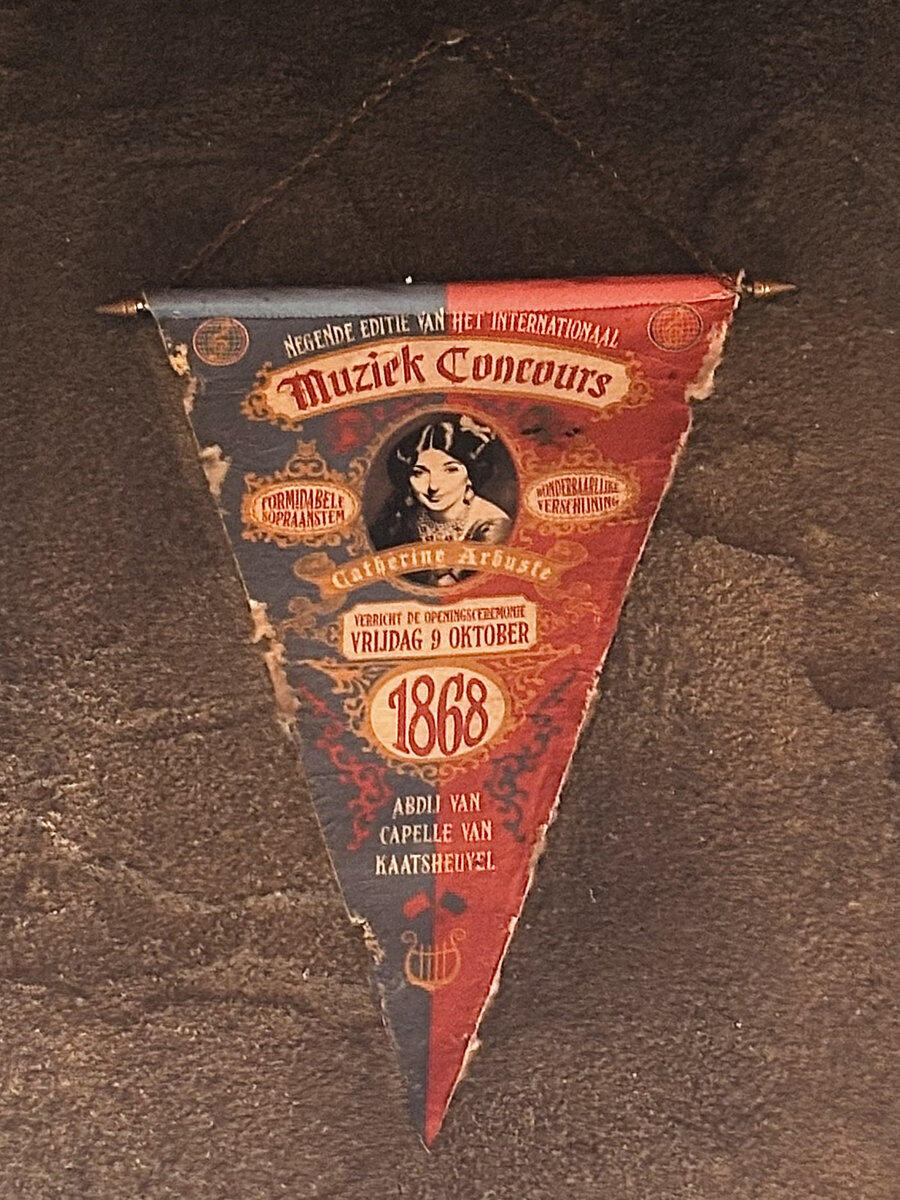 NEGENDE EDITIE VAN HET INTERNATIONAAL
Muziek Concours
FORMIDABELE
SOPRAANSTEM
WONDERBAARLIJKE
VERSCHIJNING
Catherine Arbuste
VERRICHT DE OPENINGSCEREMONIE
VRIJDAG 9 OKTOBER
1868
ABDIJ VAN
CAPELLE VAN
KAATSHEUVEL